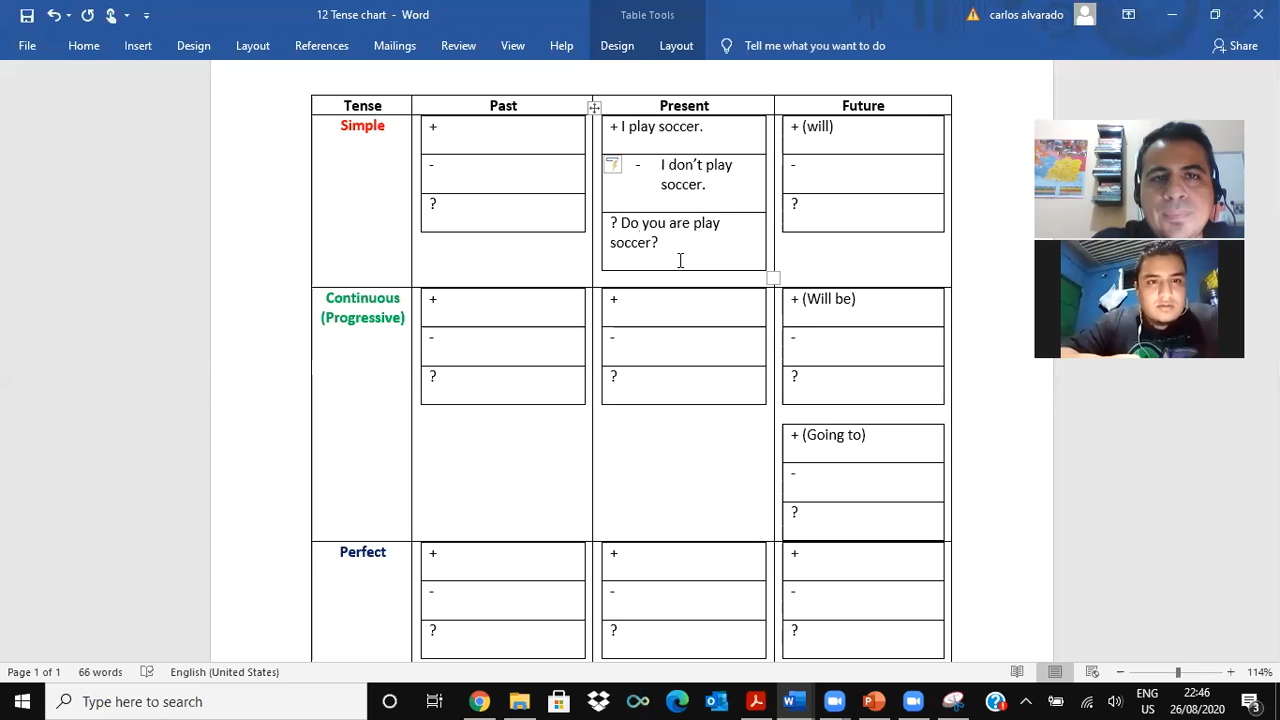 12 Tense chart - Word
Table Tools
carlos alvarado
File Home Insert Design Layout References Mailings Review View Help Design Layout Tell me what you want to do Share
Tense Past Present Future
Simple + + I play soccer. + (will)
- - I don't play soccer. -
? ? Do you are play soccer? ?
Continuous (Progressive) + + + (Will be)
- - -
? ? ?
+ (Going to)
-
?
Perfect + + +
- - -
? ? ?
Page 1 of 1 66 words English (United States) 114%
Type here to search
ENG US
22:46
26/08/2020
3